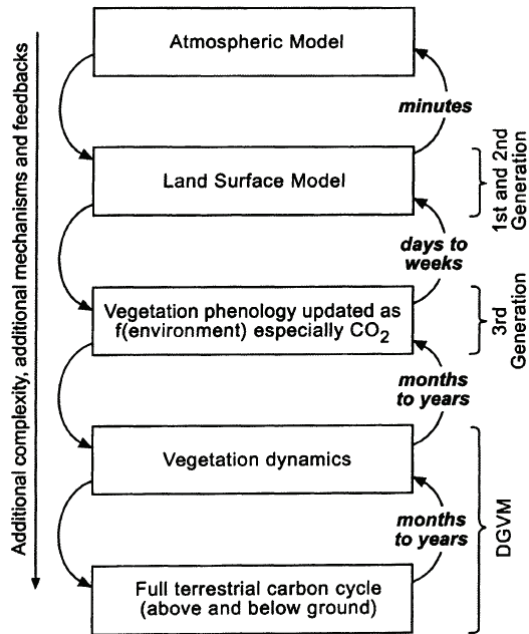 Additional complexity, additional mechanisms and feedbacks
Atmospheric Model
minutes
Land Surface Model
1st and 2nd
Generation
days to
weeks
Vegetation phenology updated as
f(environment) especially CO₂
3rd
Generation
months
to years
Vegetation dynamics
months
to years
DGVM
Full terrestrial carbon cycle
(above and below ground)